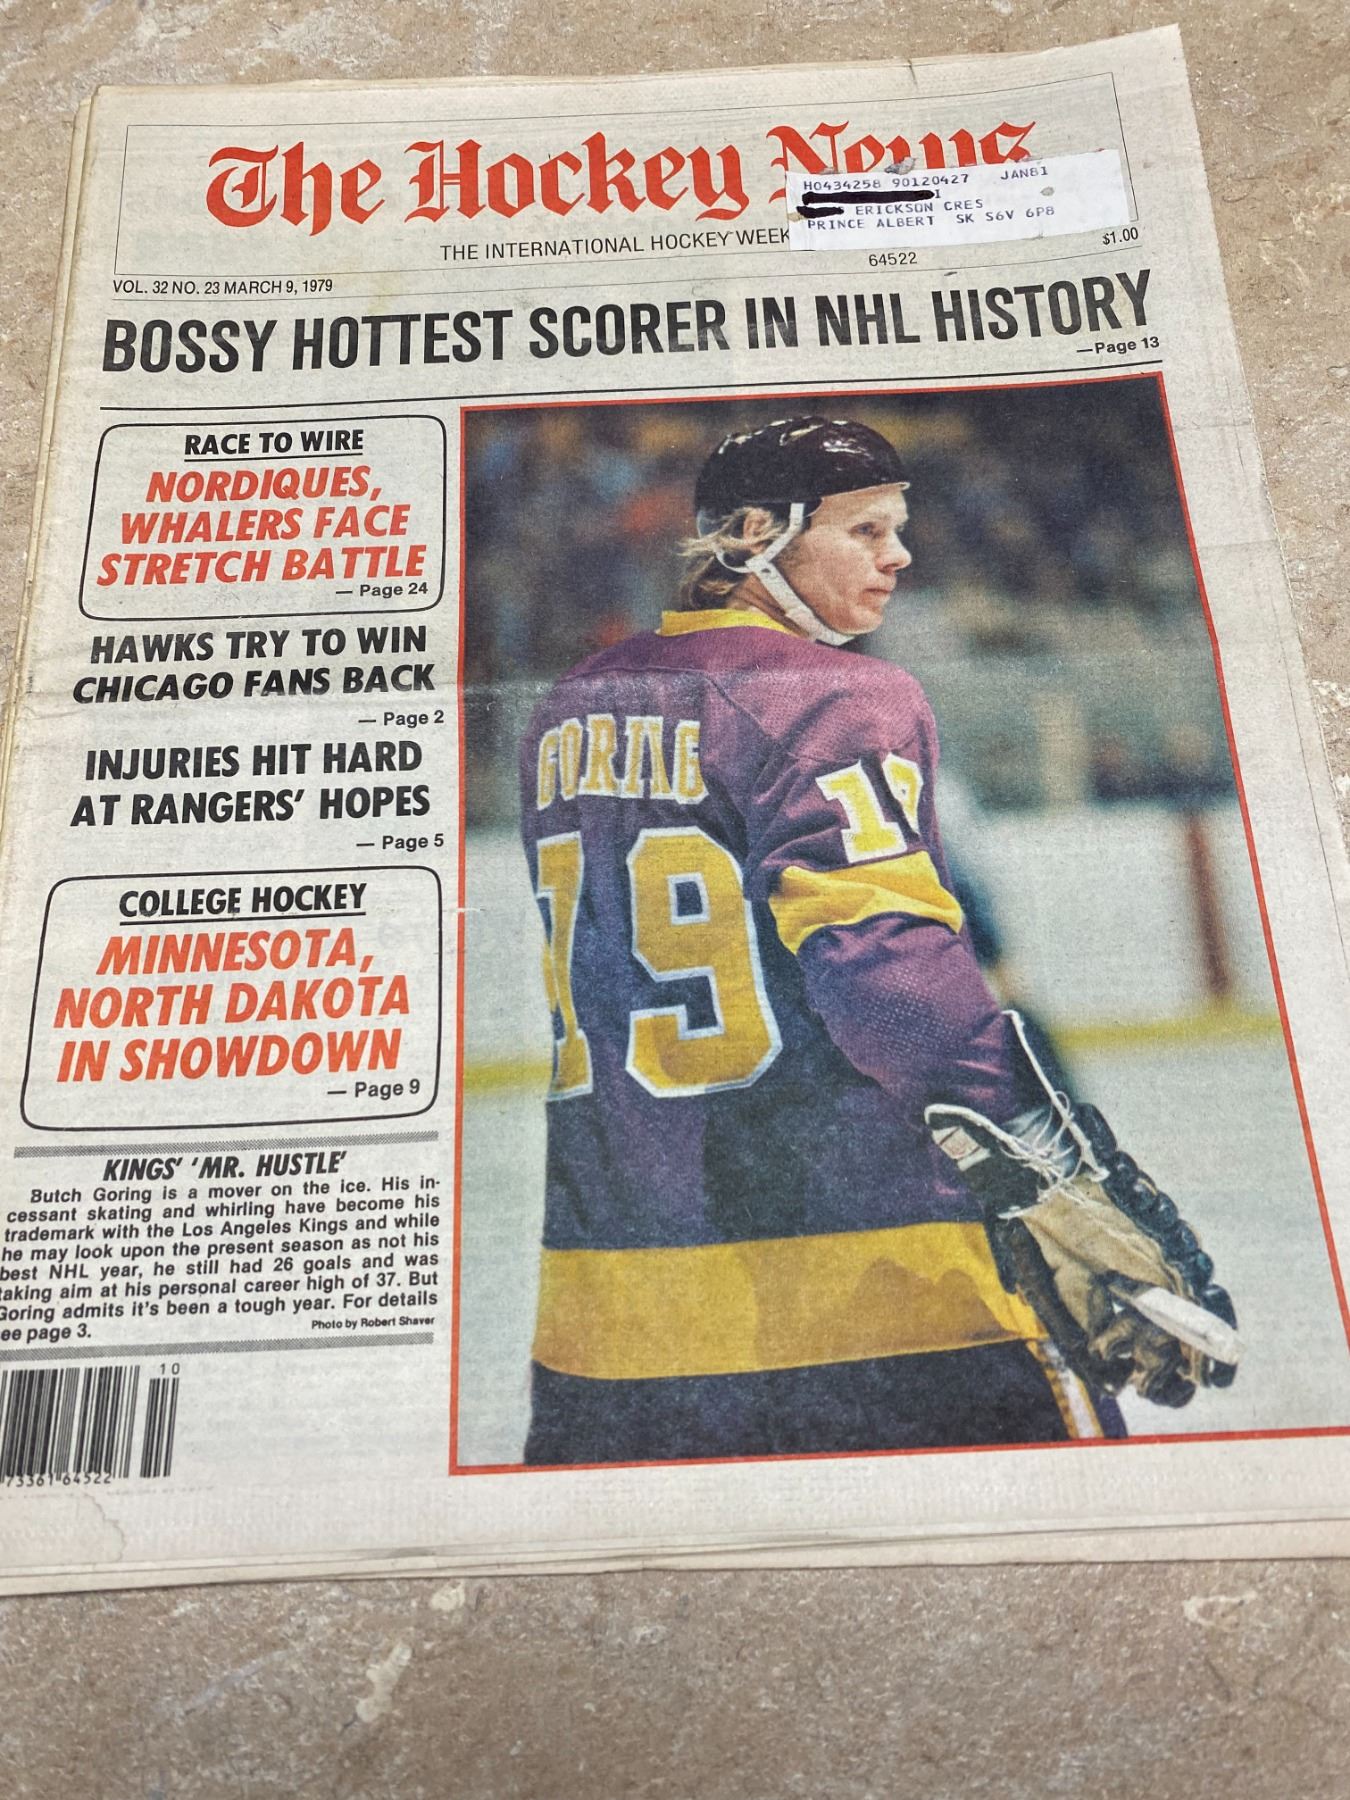 The Hockey News
H0434258 90120427 JAN81
ERICKSON CRES
PRINCE ALBERT SK S6V 6P8
THE INTERNATIONAL HOCKEY WEEK
$1.00
64522
VOL. 32 NO. 23 MARCH 9, 1979
BOSSY HOTTEST SCORER IN NHL HISTORY
—Page 13
RACE TO WIRE
NORDIQUES,
WHALERS FACE
STRETCH BATTLE
— Page 24
HAWKS TRY TO WIN
CHICAGO FANS BACK
— Page 2
INJURIES HIT HARD
AT RANGERS' HOPES
— Page 5
COLLEGE HOCKEY
MINNESOTA,
NORTH DAKOTA
IN SHOWDOWN
— Page 9
KINGS' 'MR. HUSTLE'
Butch Goring is a mover on the ice. His in-
cessant skating and whirling have become his
trademark with the Los Angeles Kings and while
he may look upon the present season as not his
best NHL year, he still had 26 goals and was
taking aim at his personal career high of 37. But
Goring admits it's been a tough year. For details
ee page 3.
Photo by Robert Shaver
10
73361 64522
GORING
19
19